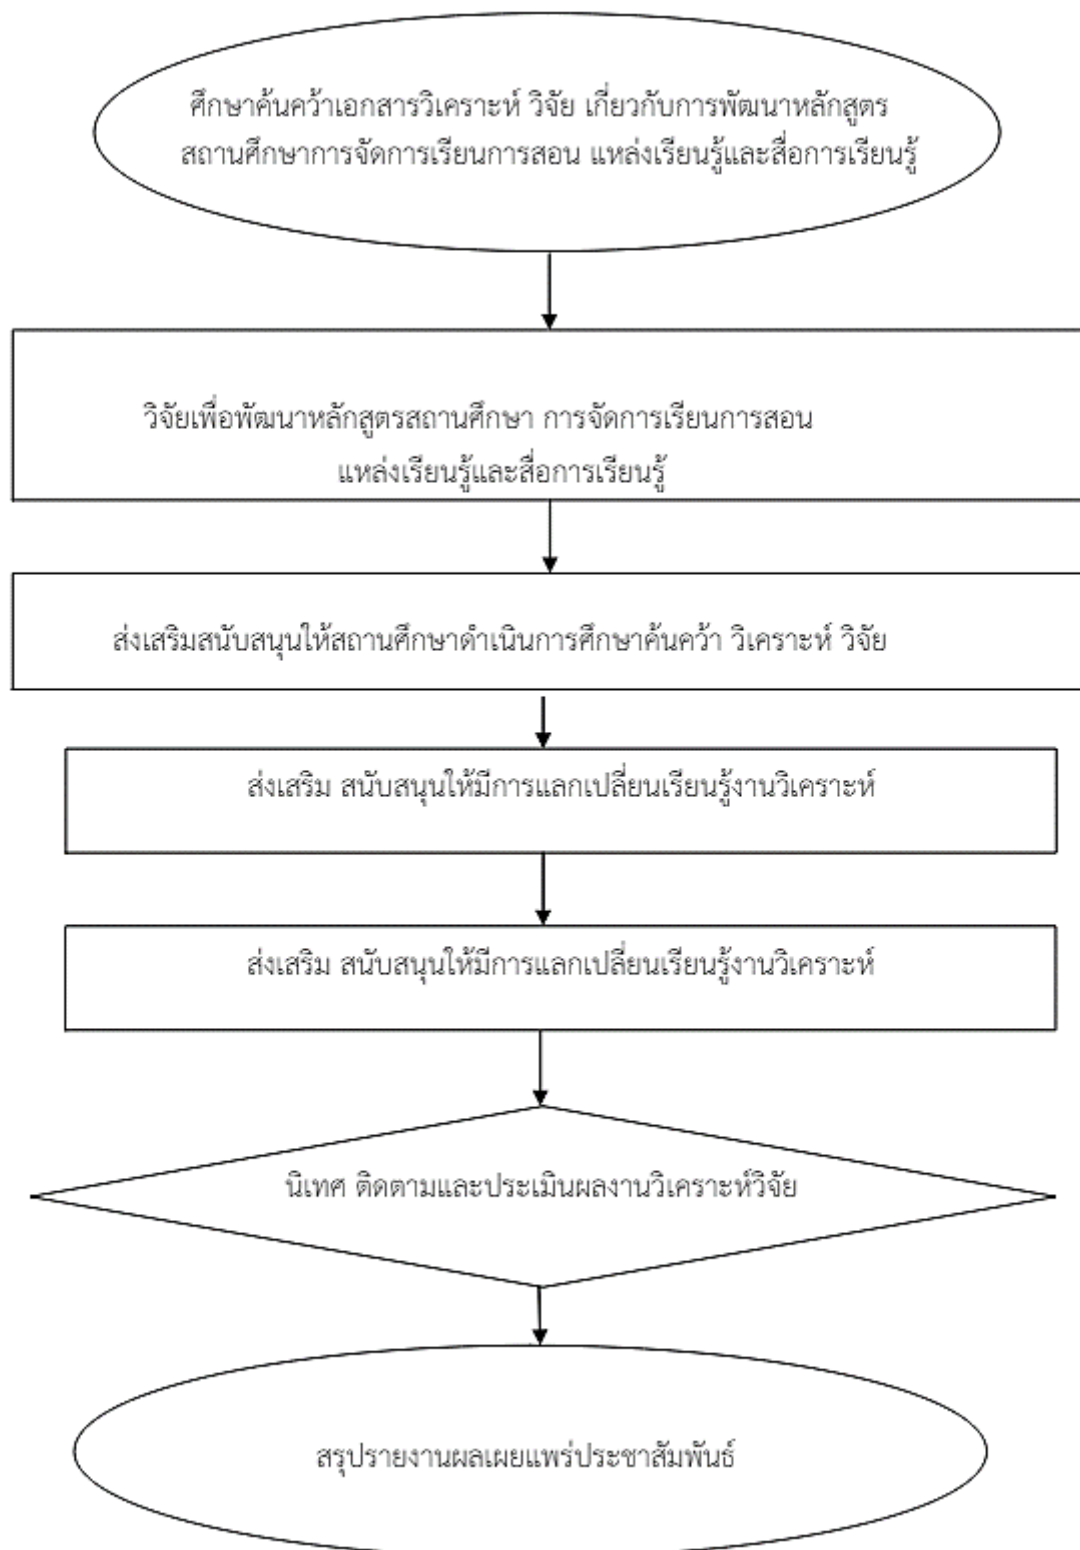 ศึกษาค้นคว้าเอกสารวิเคราะห์ วิจัย เกี่ยวกับการพัฒนาหลักสูตร
สถานศึกษาการจัดการเรียนการสอน แหล่งเรียนรู้และสื่อการเรียนรู้
วิจัยเพื่อพัฒนาหลักสูตรสถานศึกษา การจัดการเรียนการสอน
แหล่งเรียนรู้และสื่อการเรียนรู้
ส่งเสริมสนับสนุนให้สถานศึกษาดำเนินการศึกษาค้นคว้า วิเคราะห์ วิจัย
ส่งเสริม สนับสนุนให้มีการแลกเปลี่ยนเรียนรู้งานวิเคราะห์
ส่งเสริม สนับสนุนให้มีการแลกเปลี่ยนเรียนรู้งานวิเคราะห์
นิเทศ ติดตามและประเมินผลงานวิเคราะห์วิจัย
สรุปรายงานผลเผยแพร่ประชาสัมพันธ์